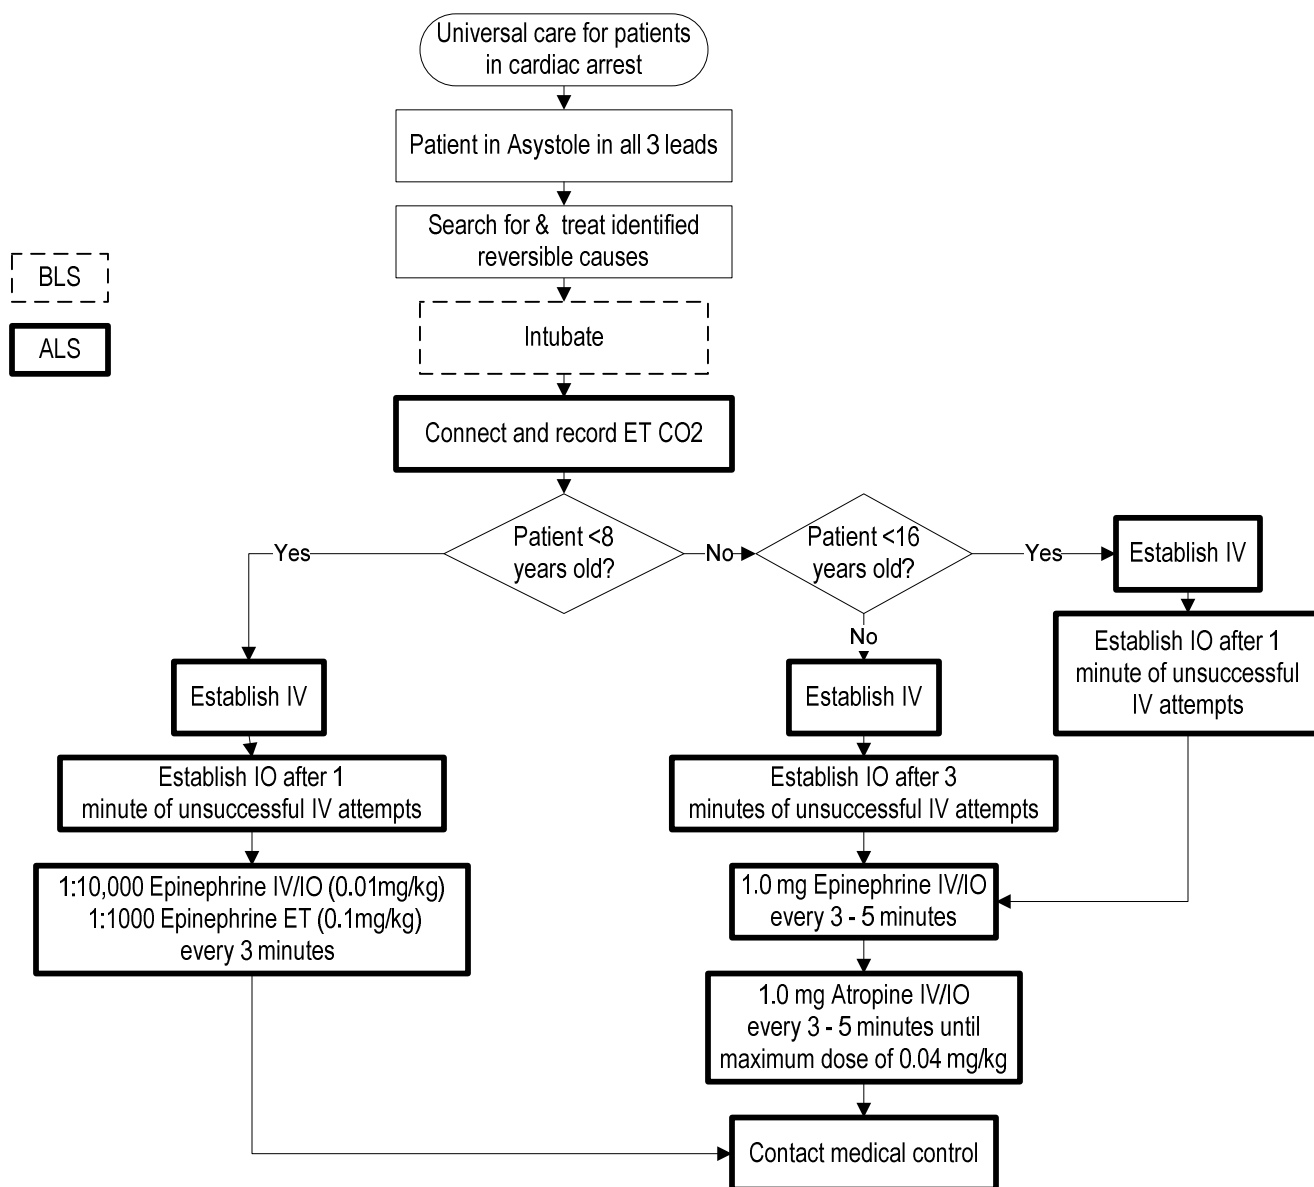 Universal care for patients
in cardiac arrest
Patient in Asystole in all 3 leads
Search for & treat identified
reversible causes
BLS
ALS
Intubate
Connect and record ET CO2
Patient <8
years old?
Yes
No
Patient <16
years old?
Yes
No
Establish IV
Establish IO after 1
minute of unsuccessful
IV attempts
Establish IV
Establish IV
Establish IO after 1
minute of unsuccessful IV attempts
Establish IO after 3
minutes of unsuccessful IV attempts
1:10,000 Epinephrine IV/IO (0.01mg/kg)
1:1000 Epinephrine ET (0.1mg/kg)
every 3 minutes
1.0 mg Epinephrine IV/IO
every 3 - 5 minutes
1.0 mg Atropine IV/IO
every 3 - 5 minutes until
maximum dose of 0.04 mg/kg
Contact medical control